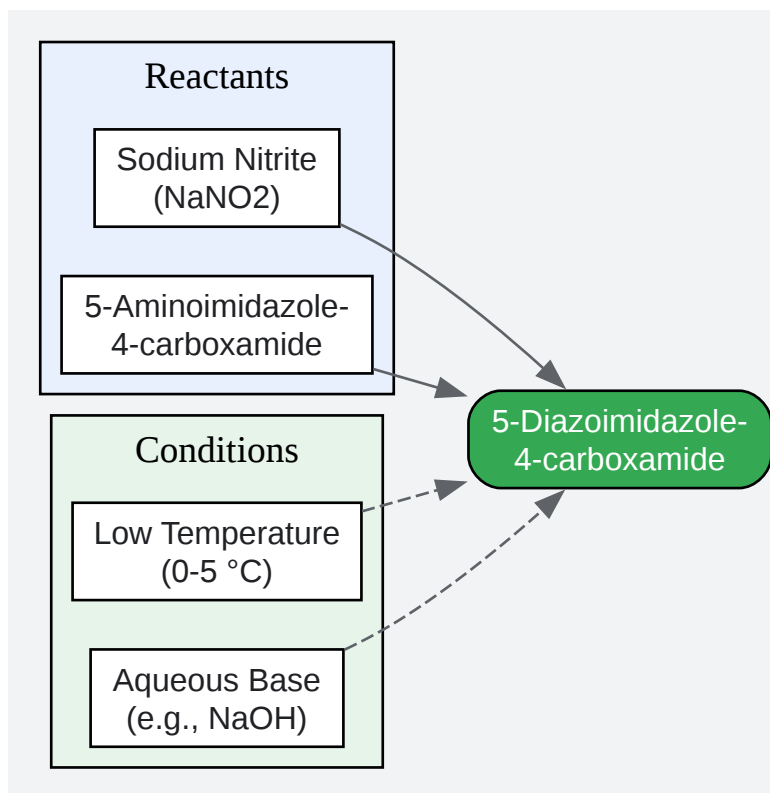 Reactants
Sodium Nitrite
(NaNO2)
5-Aminoimidazole-
4-carboxamide
Conditions
Low Temperature
(0-5 °C)
Aqueous Base
(e.g., NaOH)
5-Diazoimidazole-
4-carboxamide